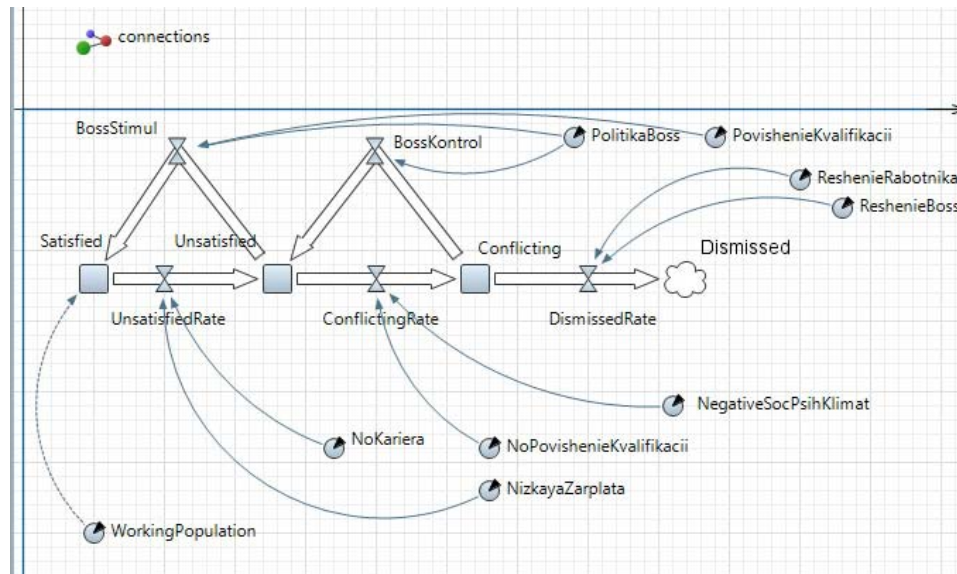 connections
BossStimul
BossKontrol
PolitikaBoss
PovishenieKvalifikacii
ReshenieRabotnika
ReshenieBoss
Satisfied
Unsatisfied
Conflicting
Dismissed
UnsatisfiedRate
ConflictingRate
DismissedRate
NegativeSocPsihKlimat
NoKariera
NoPovishenieKvalifikacii
NizkayaZarplata
WorkingPopulation